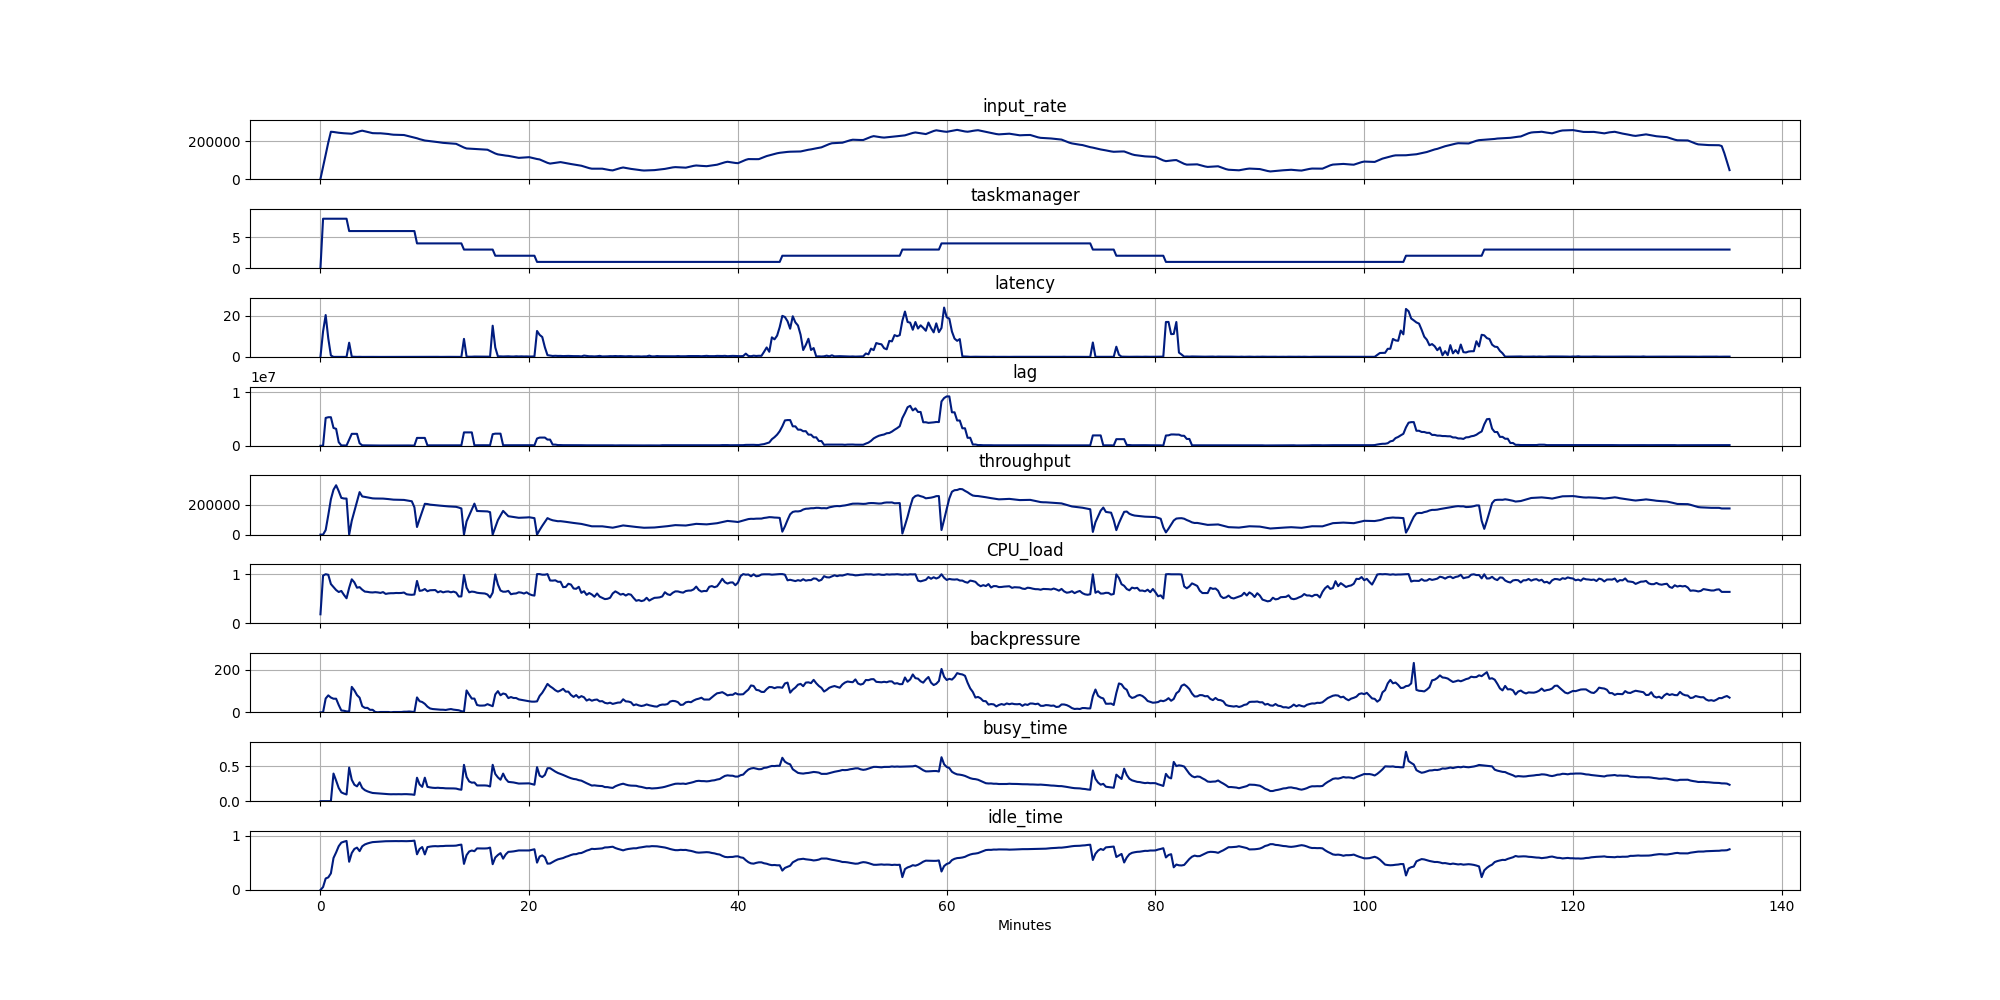 input_rate
200000
0
taskmanager
5
0
latency
20
0
1e7
lag
1
0
throughput
200000
0
CPU_load
1
0
backpressure
200
0
busy_time
0.5
0.0
idle_time
1
0
0 20 40 60 80 100 120 140
Minutes